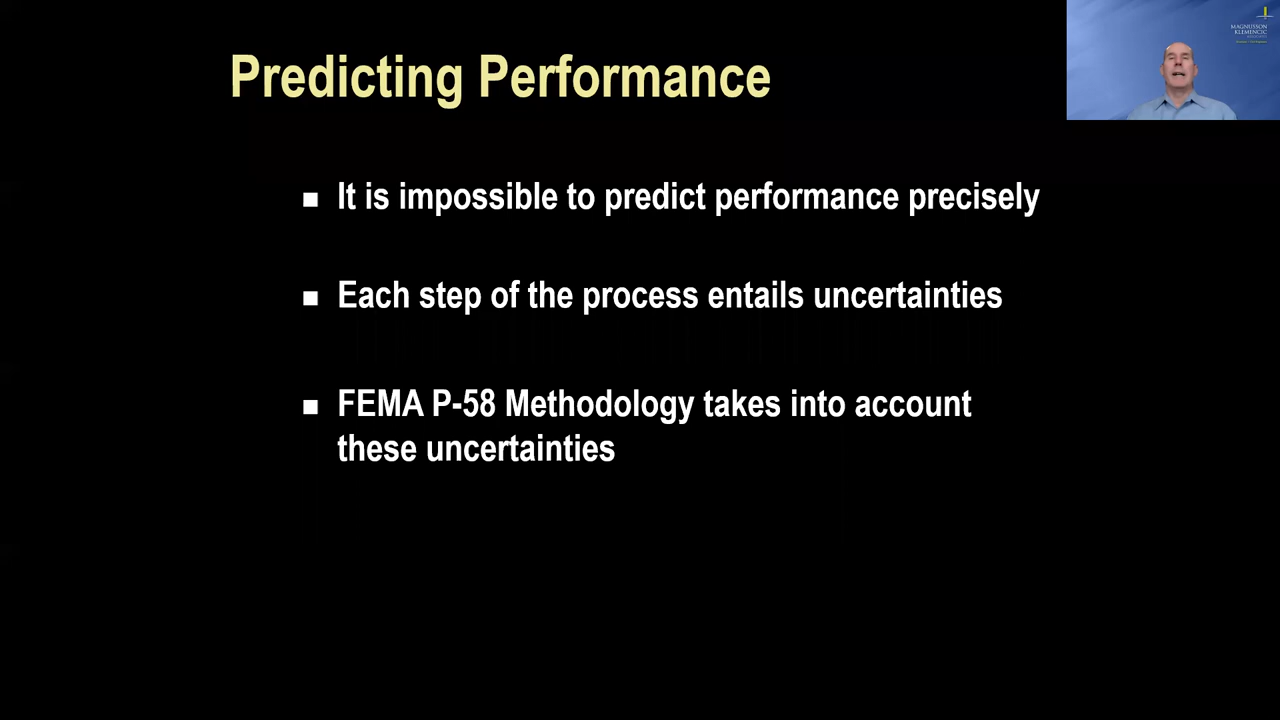 Predicting Performance
It is impossible to predict performance precisely
Each step of the process entails uncertainties
FEMA P-58 Methodology takes into account
these uncertainties
MAGNUSSON
KLEMENCIC